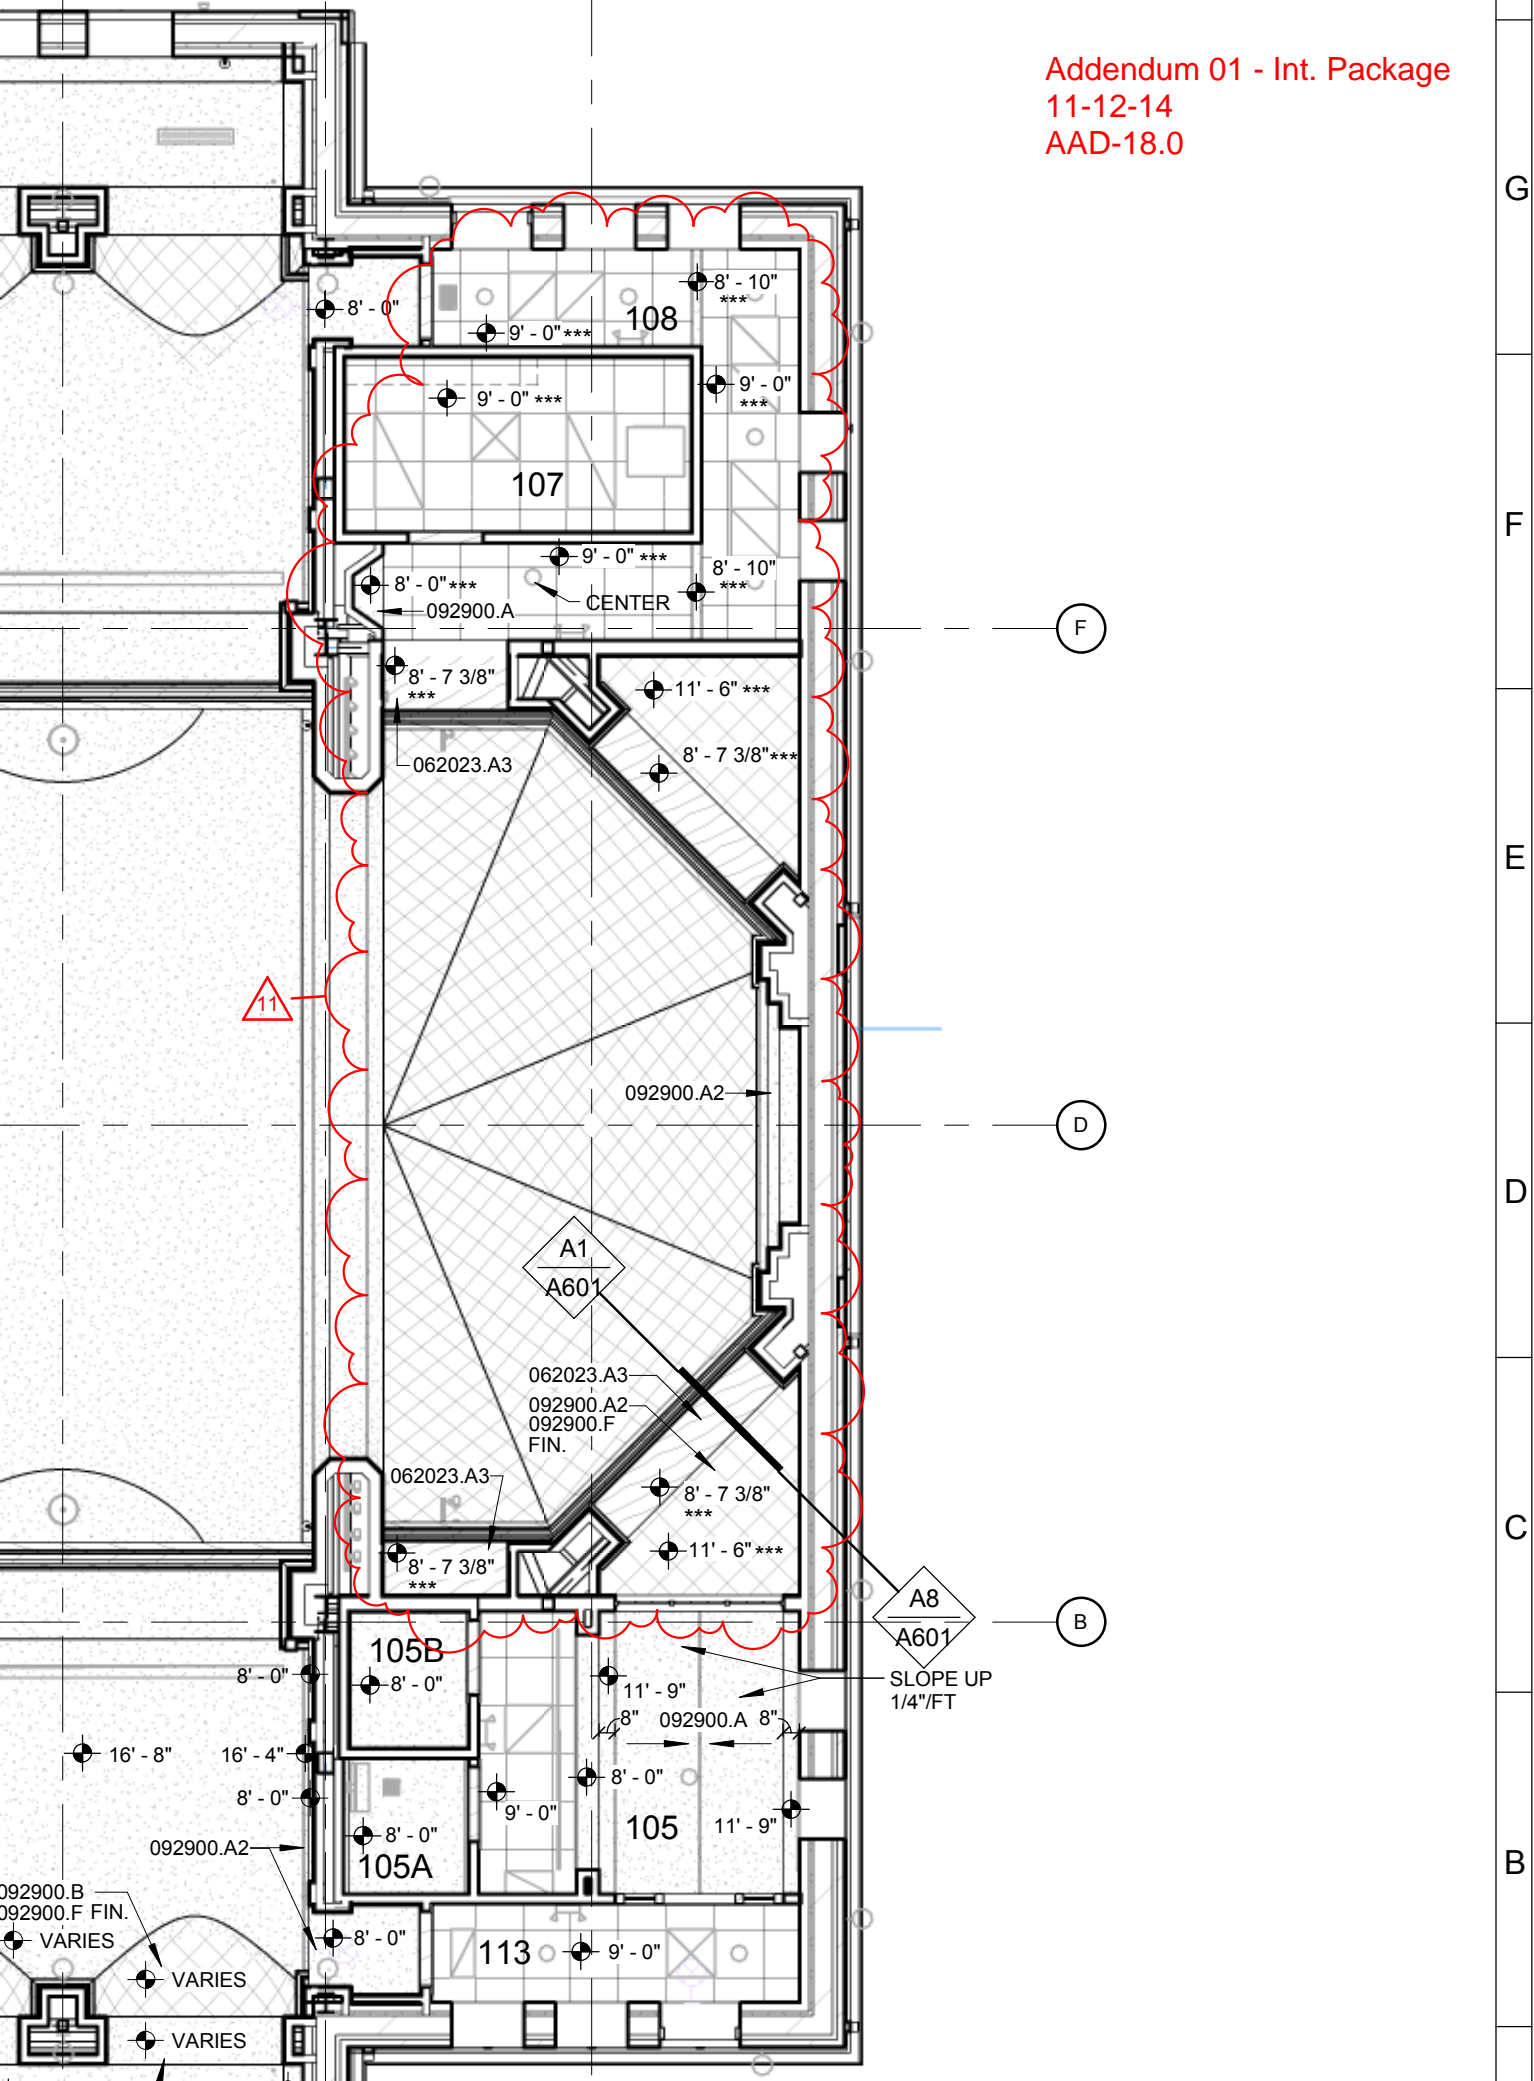 Addendum 01 - Int. Package
11-12-14
AAD-18.0
G
8' - 0"
8' - 10"
***
108
9' - 0"***
9' - 0"
***
9' - 0" ***
107
F
9' - 0" ***
8' - 10"
***
8' - 0"***
CENTER
092900.A
F
8' - 7 3/8"
***
11' - 6" ***
8' - 7 3/8"***
062023.A3
E
11
092900.A2
D
D
A1
A601
062023.A3
092900.A2
092900.F
FIN.
062023.A3
8' - 7 3/8"
***
C
11' - 6" ***
8' - 7 3/8"
***
A8
A601
B
105B
8' - 0"
8' - 0"
11' - 9"
SLOPE UP
1/4"/FT
8"
092900.A
8"
16' - 8"
16' - 4"
8' - 0"
8' - 0"
9' - 0"
105
11' - 9"
8' - 0"
105A
092900.A2
B
092900.B
092900.F FIN.
VARIES
8' - 0"
113
9' - 0"
VARIES
VARIES